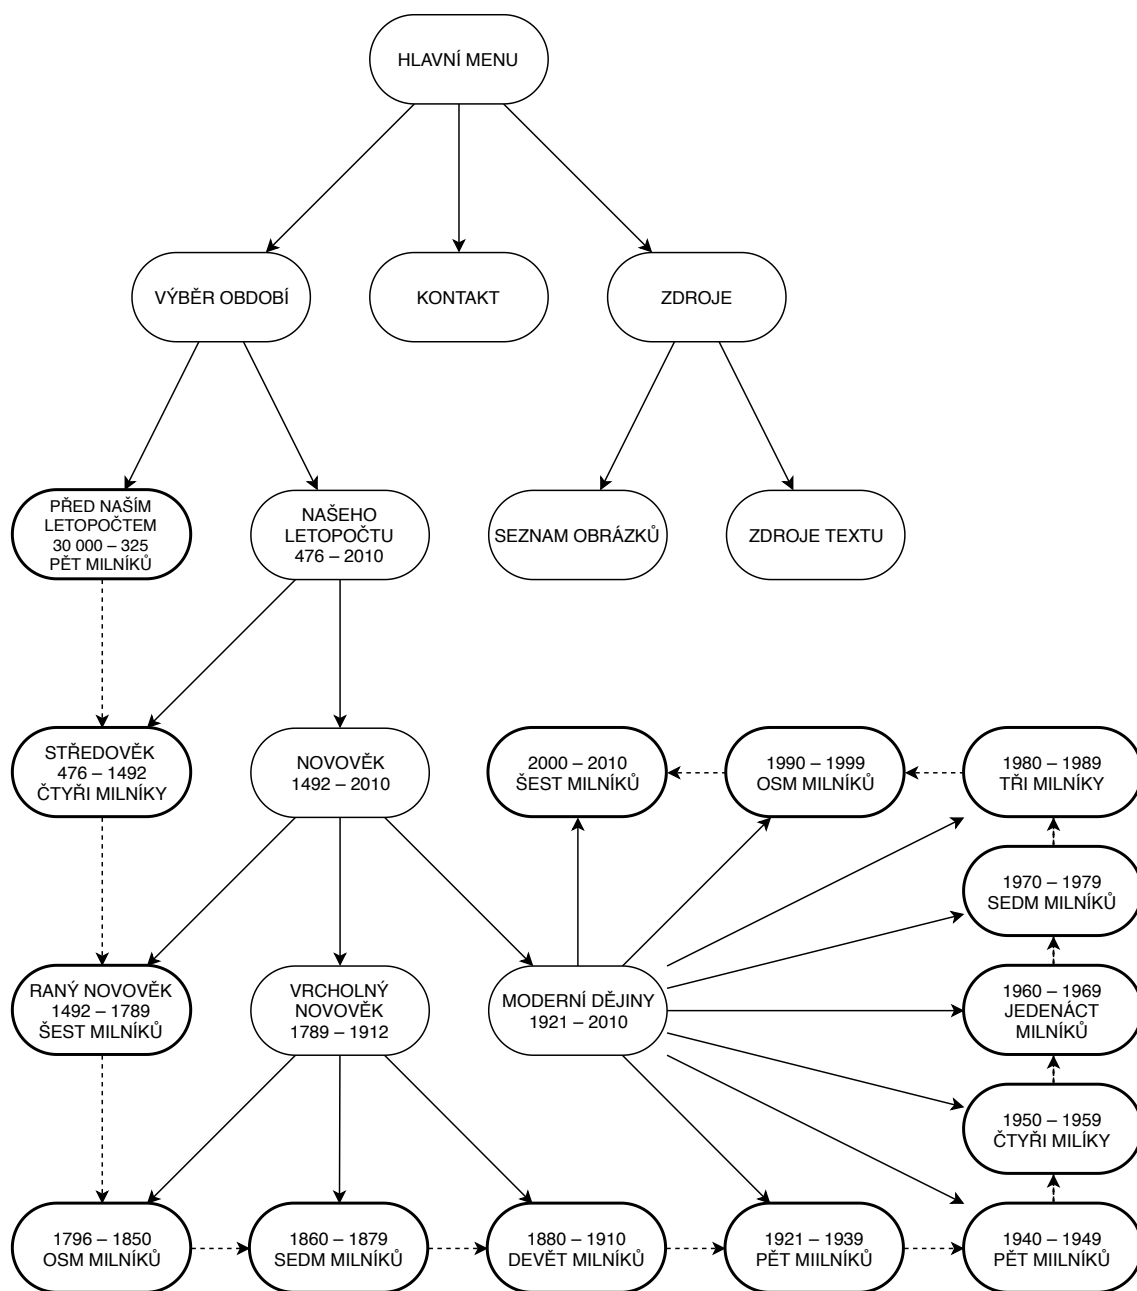 HLAVNÍ MENU
VÝBĚR OBDOBÍ
KONTAKT
ZDROJE
PŘED NAŠÍM
LETOPOČTEM
30 000 – 325
PĚT MILNÍKŮ
NAŠEHO
LETOPOČTU
476 – 2010
SEZNAM OBRÁZKŮ
ZDROJE TEXTU
STŘEDOVĚK
476 – 1492
ČTYŘI MILNÍKY
NOVOVĚK
1492 – 2010
2000 – 2010
ŠEST MILNÍKŮ
1990 – 1999
OSM MILNÍKŮ
1980 – 1989
TŘI MILNÍKY
1970 – 1979
SEDM MILNÍKŮ
RANÝ NOVOVĚK
1492 – 1789
ŠEST MILNÍKŮ
VRCHOLNÝ
NOVOVĚK
1789 – 1912
MODERNÍ DĚJINY
1921 – 2010
1960 – 1969
JEDENÁCT
MILNÍKŮ
1950 – 1959
ČTYŘI MILÍKY
1796 – 1850
OSM MILNÍKŮ
1860 – 1879
SEDM MILNÍKŮ
1880 – 1910
DEVĚT MILNÍKŮ
1921 – 1939
PĚT MIILNÍKŮ
1940 – 1949
PĚT MILNÍKŮ